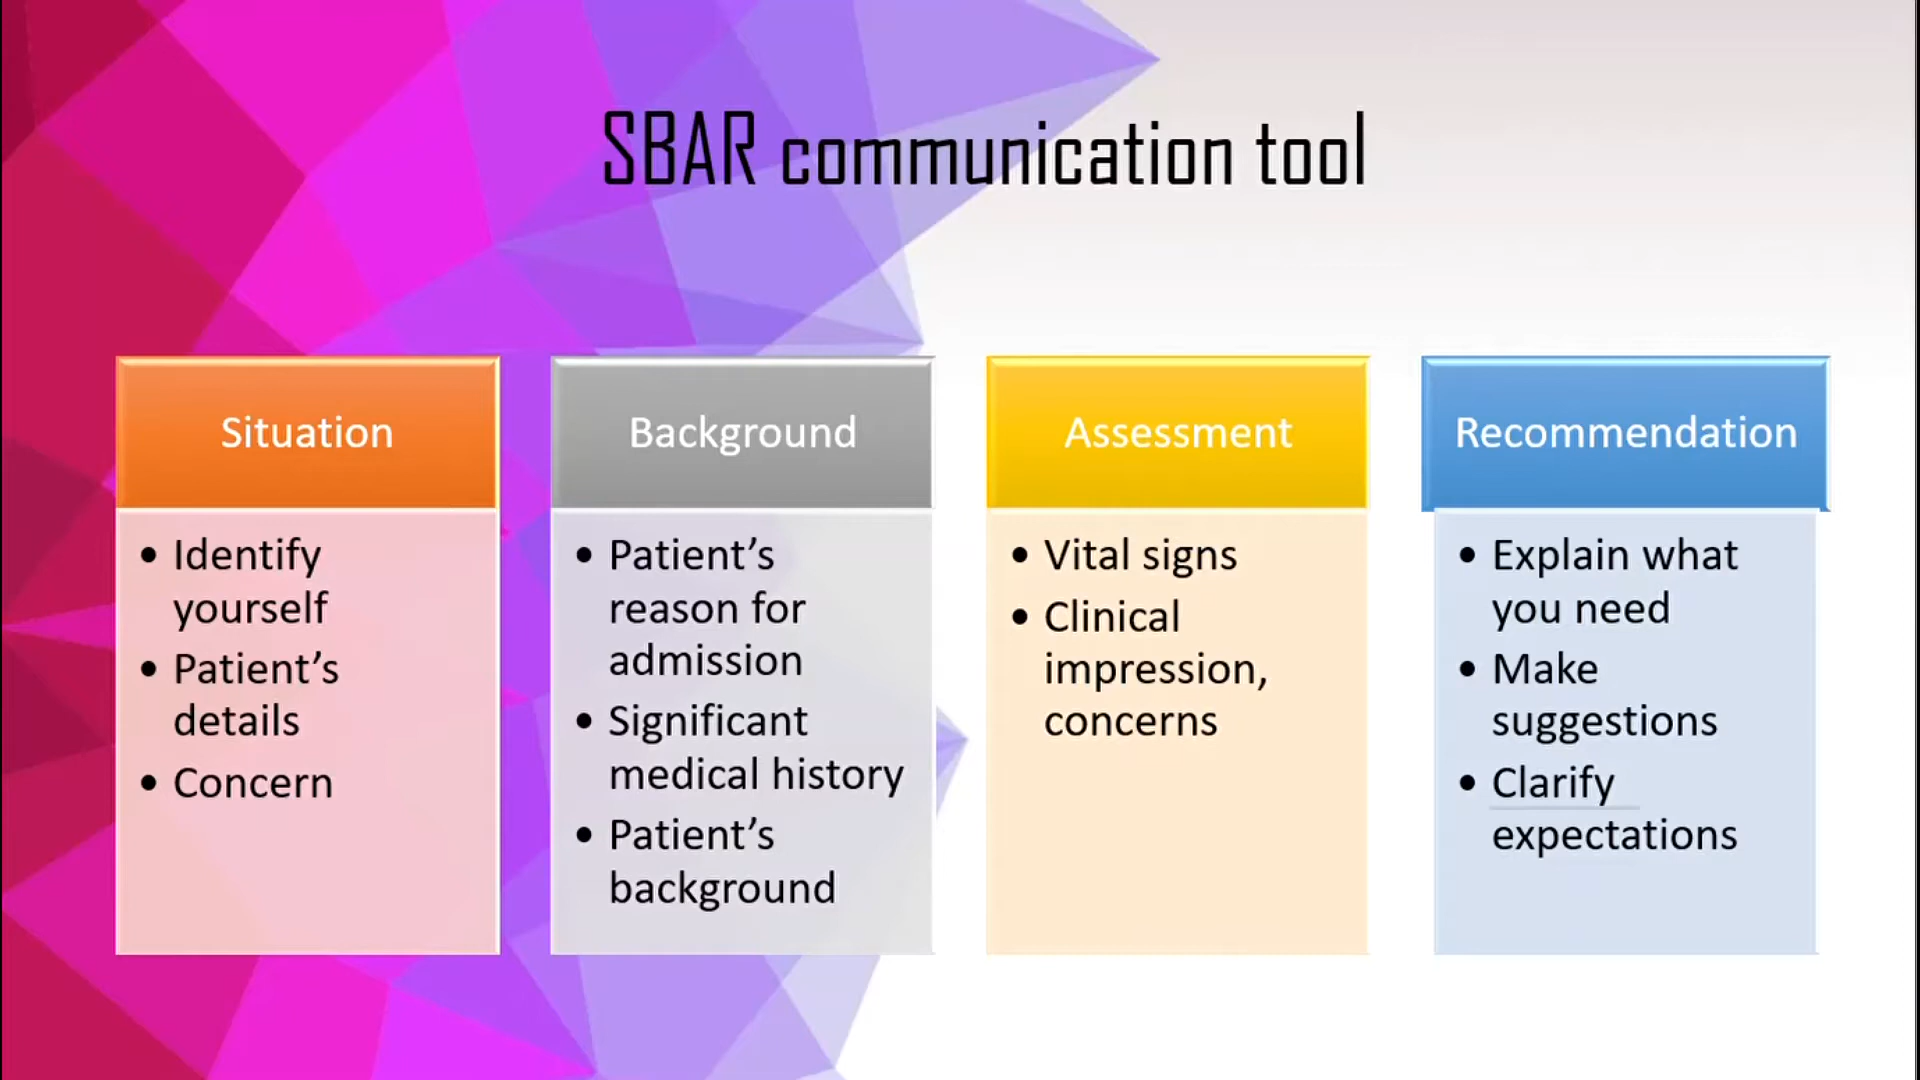 SBAR communication tool
Situation
• Identify
yourself
• Patient’s
details
• Concern
Background
• Patient’s
reason for
admission
• Significant
medical history
• Patient’s
background
Assessment
• Vital signs
• Clinical
impression,
concerns
Recommendation
• Explain what
you need
• Make
suggestions
• Clarify
expectations